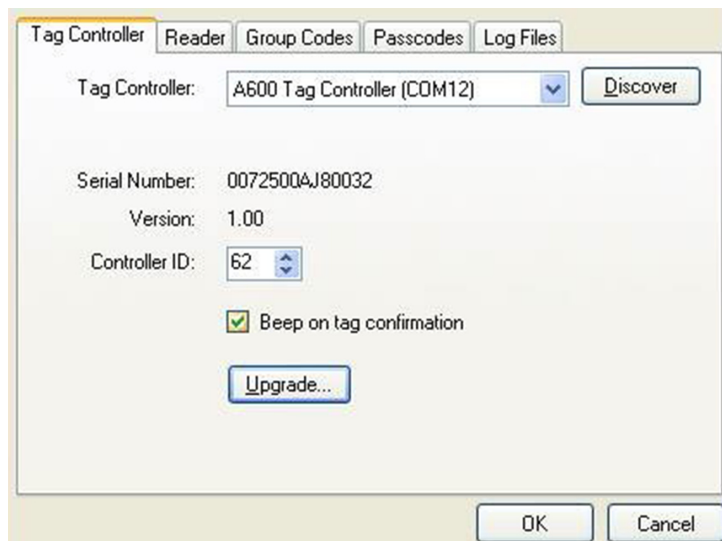 Tag Controller Reader Group Codes Passcodes Log Files
Tag Controller: A600 Tag Controller (COM12) Discover
Serial Number: 0072500AJ80032
Version: 1.00
Controller ID: 62
Beep on tag confirmation
Upgrade...
OK Cancel